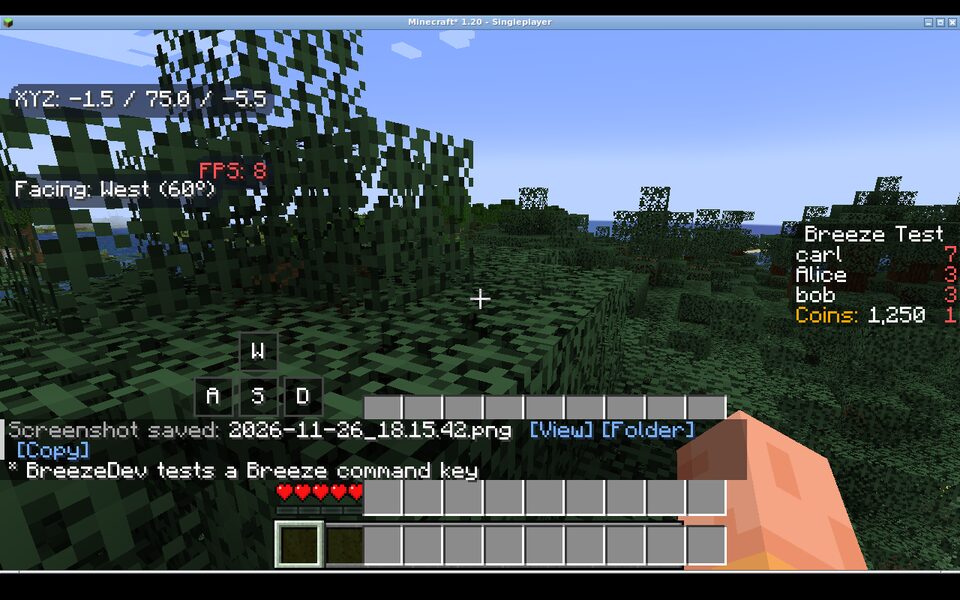 Minecraft* 1.20 - Singleplayer
XYZ: -1.5 / 75.0 / -5.5
FPS: 8
Facing: West (60º)
Breeze Test
carl 7
Alice 3
bob 3
Coins: 1,250 1
W
A S D
Screenshot saved: 2026-11-26_18.15.42.png [View] [Folder]
[Copy]
* BreezeDev tests a Breeze command key